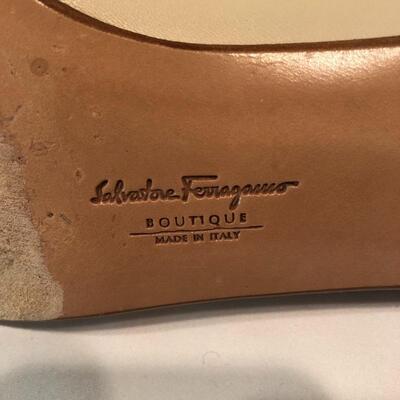 Salvatore Ferragamo
BOUTIQUE
MADE IN ITALY